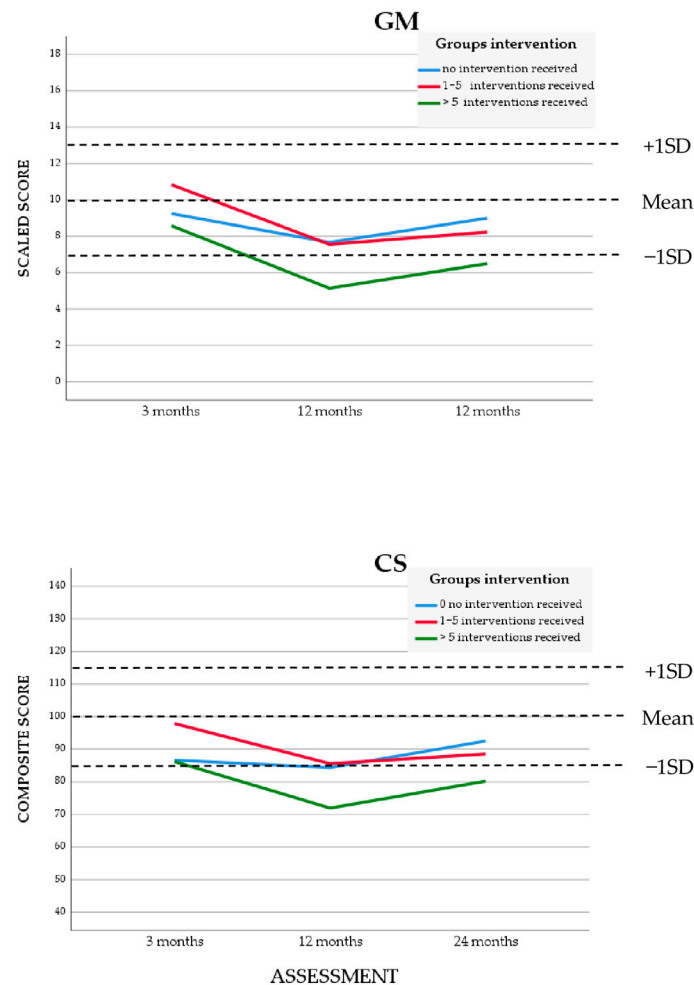 GM
Groups intervention
no intervention received
1-5 interventions received
> 5 interventions received
18
16
14
12
10
8
6
4
2
0
SCALED SCORE
+1SD
Mean
−1SD
3 months
12 months
12 months
CS
Groups intervention
0 no intervention received
1-5 interventions received
> 5 interventions received
140
130
120
110
100
90
80
70
60
50
40
COMPOSITE SCORE
+1SD
Mean
−1SD
3 months
12 months
24 months
ASSESSMENT